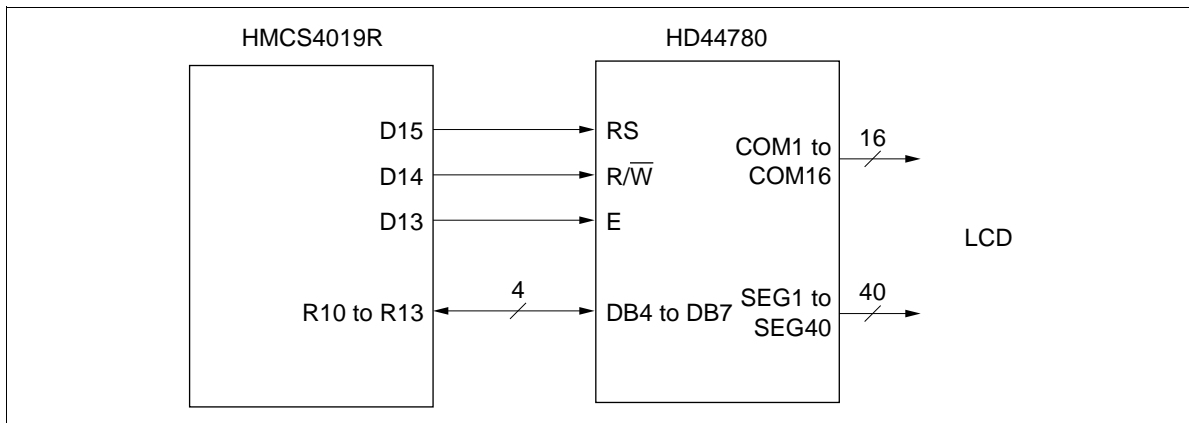 HMCS4019R
HD44780
D15
RS
D14
R/W̅
D13
E
R10 to R13
4
DB4 to DB7
COM1 to
COM16
16
SEG1 to
SEG40
40
LCD